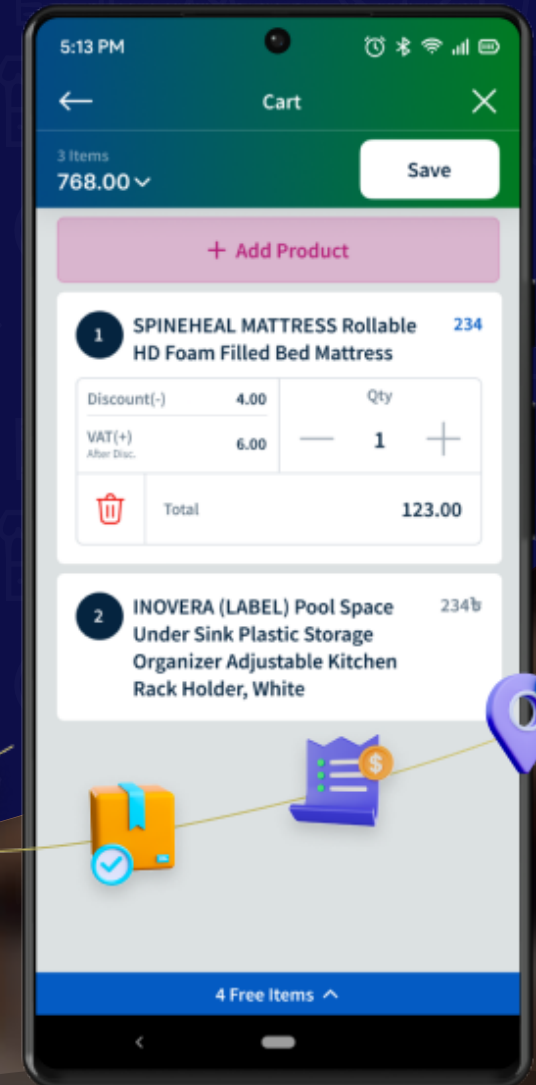 5:13 PM
Cart
3 Items
768.00
Save
+ Add Product
1
SPINEHEAL MATTRESS Rollable
HD Foam Filled Bed Mattress
234
Discount(-) 4.00
VAT(+) 6.00
After Disc.
Qty
— 1 +
Total 123.00
2
INOVERA (LABEL) Pool Space
Under Sink Plastic Storage
Organizer Adjustable Kitchen
Rack Holder, White
234৳
$
4 Free Items